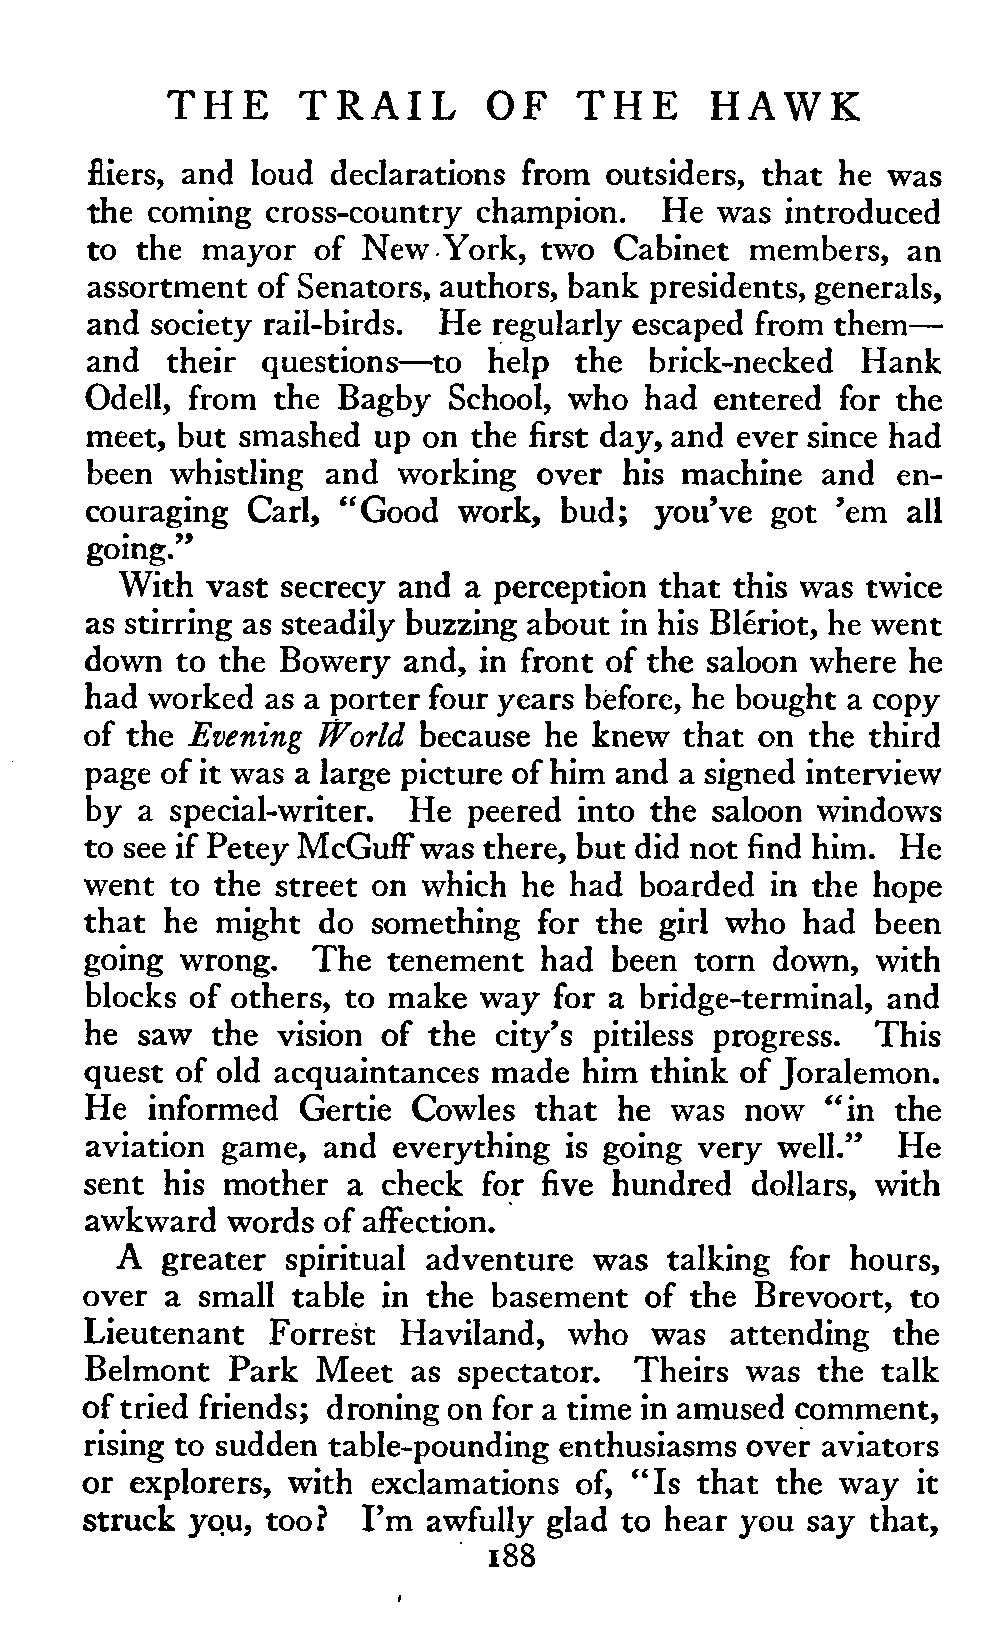 THE TRAIL OF THE HAWK
fliers, and loud declarations from outsiders, that he was
the coming cross-country champion. He was introduced
to the mayor of New York, two Cabinet members, an
assortment of Senators, authors, bank presidents, generals,
and society rail-birds. He regularly escaped from them—
and their questions—to help the brick-necked Hank
Odell, from the Bagby School, who had entered for the
meet, but smashed up on the first day, and ever since had
been whistling and working over his machine and en-
couraging Carl, "Good work, bud; you've got 'em all
going."
With vast secrecy and a perception that this was twice
as stirring as steadily buzzing about in his Blériot, he went
down to the Bowery and, in front of the saloon where he
had worked as a porter four years before, he bought a copy
of the Evening World because he knew that on the third
page of it was a large picture of him and a signed interview
by a special-writer. He peered into the saloon windows
to see if Petey McGuff was there, but did not find him. He
went to the street on which he had boarded in the hope
that he might do something for the girl who had been
going wrong. The tenement had been torn down, with
blocks of others, to make way for a bridge-terminal, and
he saw the vision of the city's pitiless progress. This
quest of old acquaintances made him think of Joralemon.
He informed Gertie Cowles that he was now "in the
aviation game, and everything is going very well." He
sent his mother a check for five hundred dollars, with
awkward words of affection.
A greater spiritual adventure was talking for hours,
over a small table in the basement of the Brevoort, to
Lieutenant Forrest Haviland, who was attending the
Belmont Park Meet as spectator. Theirs was the talk
of tried friends; droning on for a time in amused comment,
rising to sudden table-pounding enthusiasms over aviators
or explorers, with exclamations of, "Is that the way it
struck you, too? I'm awfully glad to hear you say that,
188